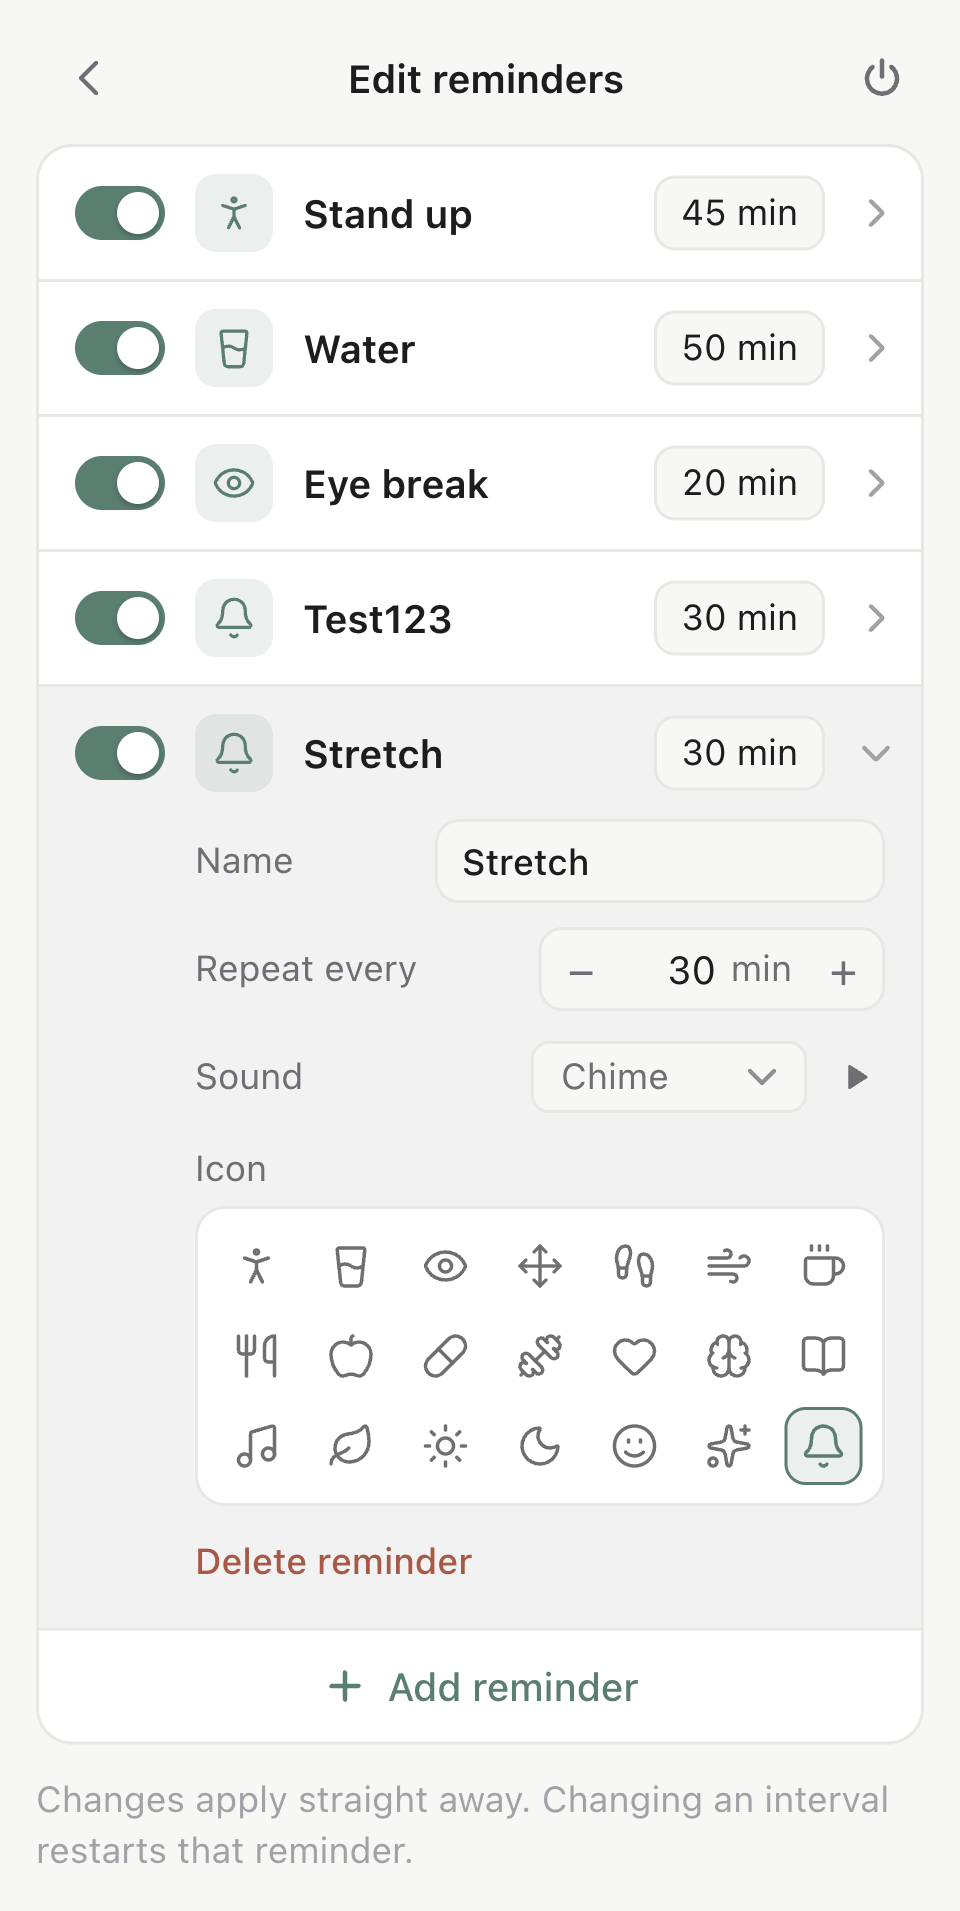 Edit reminders
Stand up 45 min
Water 50 min
Eye break 20 min
Test123 30 min
Stretch 30 min
Name Stretch
Repeat every − 30 min +
Sound Chime
Icon
Delete reminder
+ Add reminder
Changes apply straight away. Changing an interval
restarts that reminder.